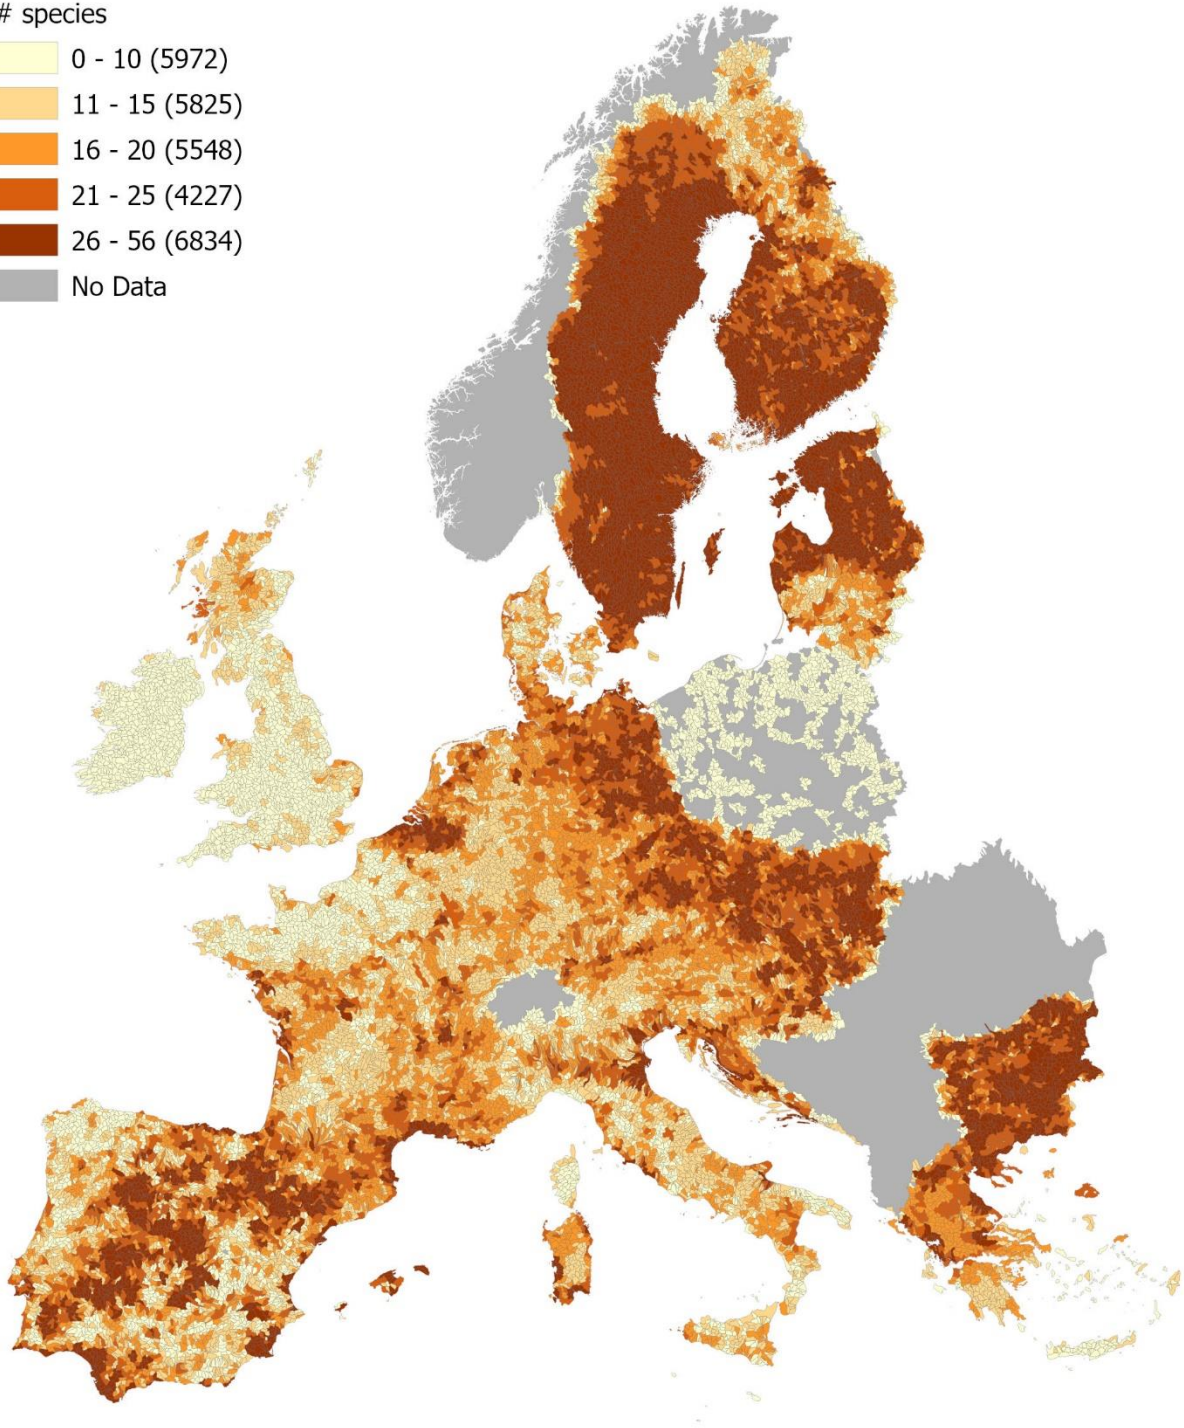 # species
0 - 10 (5972)
11 - 15 (5825)
16 - 20 (5548)
21 - 25 (4227)
26 - 56 (6834)
No Data